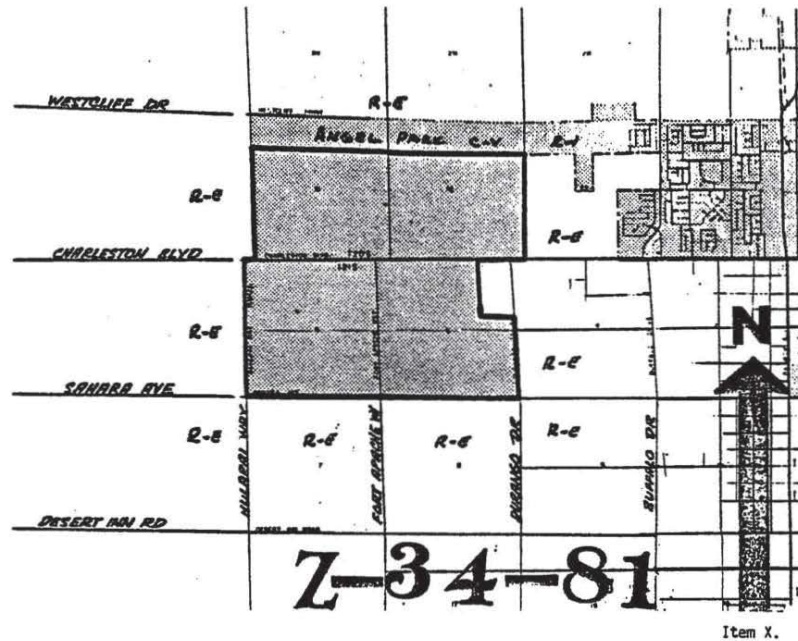 WESTCLIFF DR
R-E
ANGEL PARK C-V
R-E
R-E
CHARLESTON BLVD
R-E
R-E
SAHARA AVE
R-E
R-E
R-E
R-E
HUALAPAI WAY
FORT APACHE W
DURANGO DR
BUFFALO DR
DESERT INN RD
N
Z-34-81
Item X.